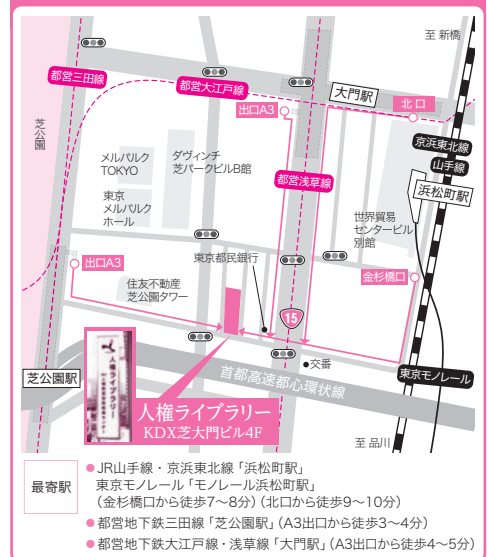 至 新橋
都営三田線
都営大江戸線
大門駅
北口
出口A3
芝公園
京浜東北線
山手線
浜松町駅
メルパルク
TOKYO
ダヴィンチ
芝パークビルB館
都営浅草線
東京
メルパルク
ホール
世界貿易
センタービル
別館
出口A3
東京都民銀行
金杉橋口
住友不動産
芝公園タワー
15
交番
芝公園駅
首都高速都心環状線
東京モノレール
人権ライブラリー
人権ライブラリー
KDX芝大門ビル4F
至 品川
最寄駅
●JR山手線・京浜東北線「浜松町駅」
東京モノレール「モノレール浜松町駅」
(金杉橋口から徒歩7〜8分)(北口から徒歩9〜10分)
●都営地下鉄三田線「芝公園駅」(A3出口から徒歩3〜4分)
●都営地下鉄大江戸線・浅草線「大門駅」(A3出口から徒歩4〜5分)